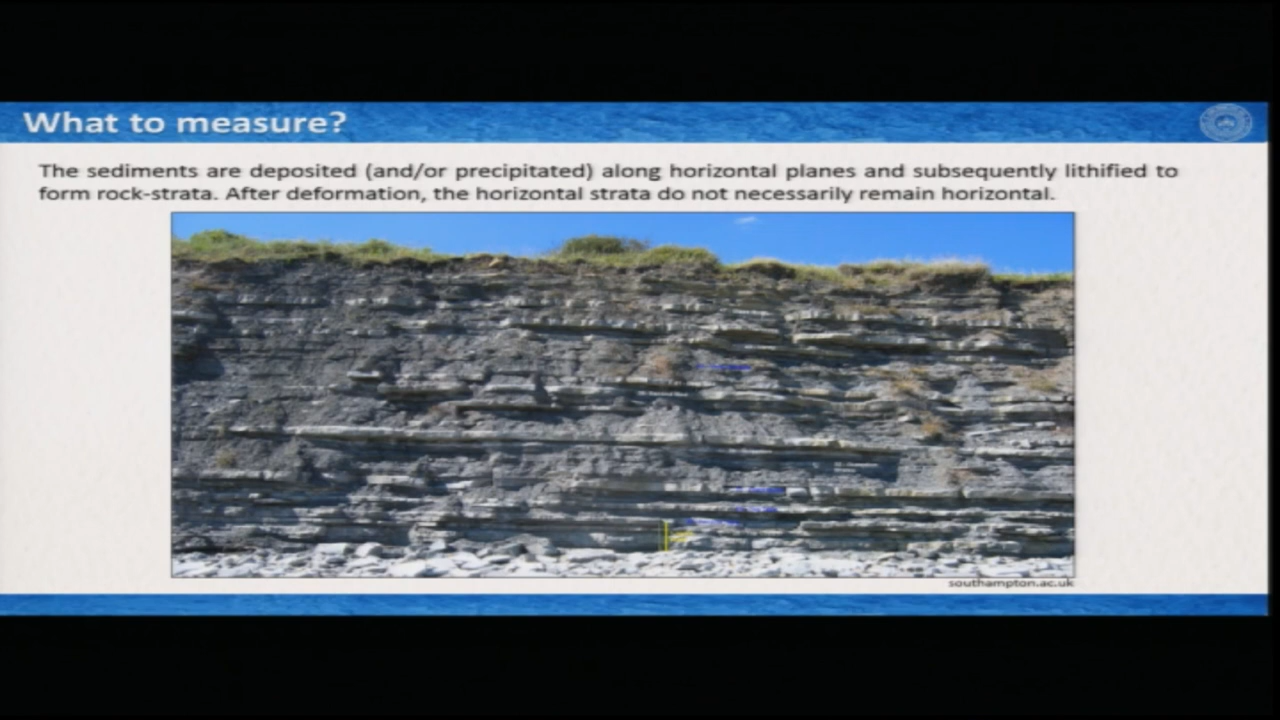 What to measure?
The sediments are deposited (and/or precipitated) along horizontal planes and subsequently lithified to
form rock-strata. After deformation, the horizontal strata do not necessarily remain horizontal.
southampton.ac.uk